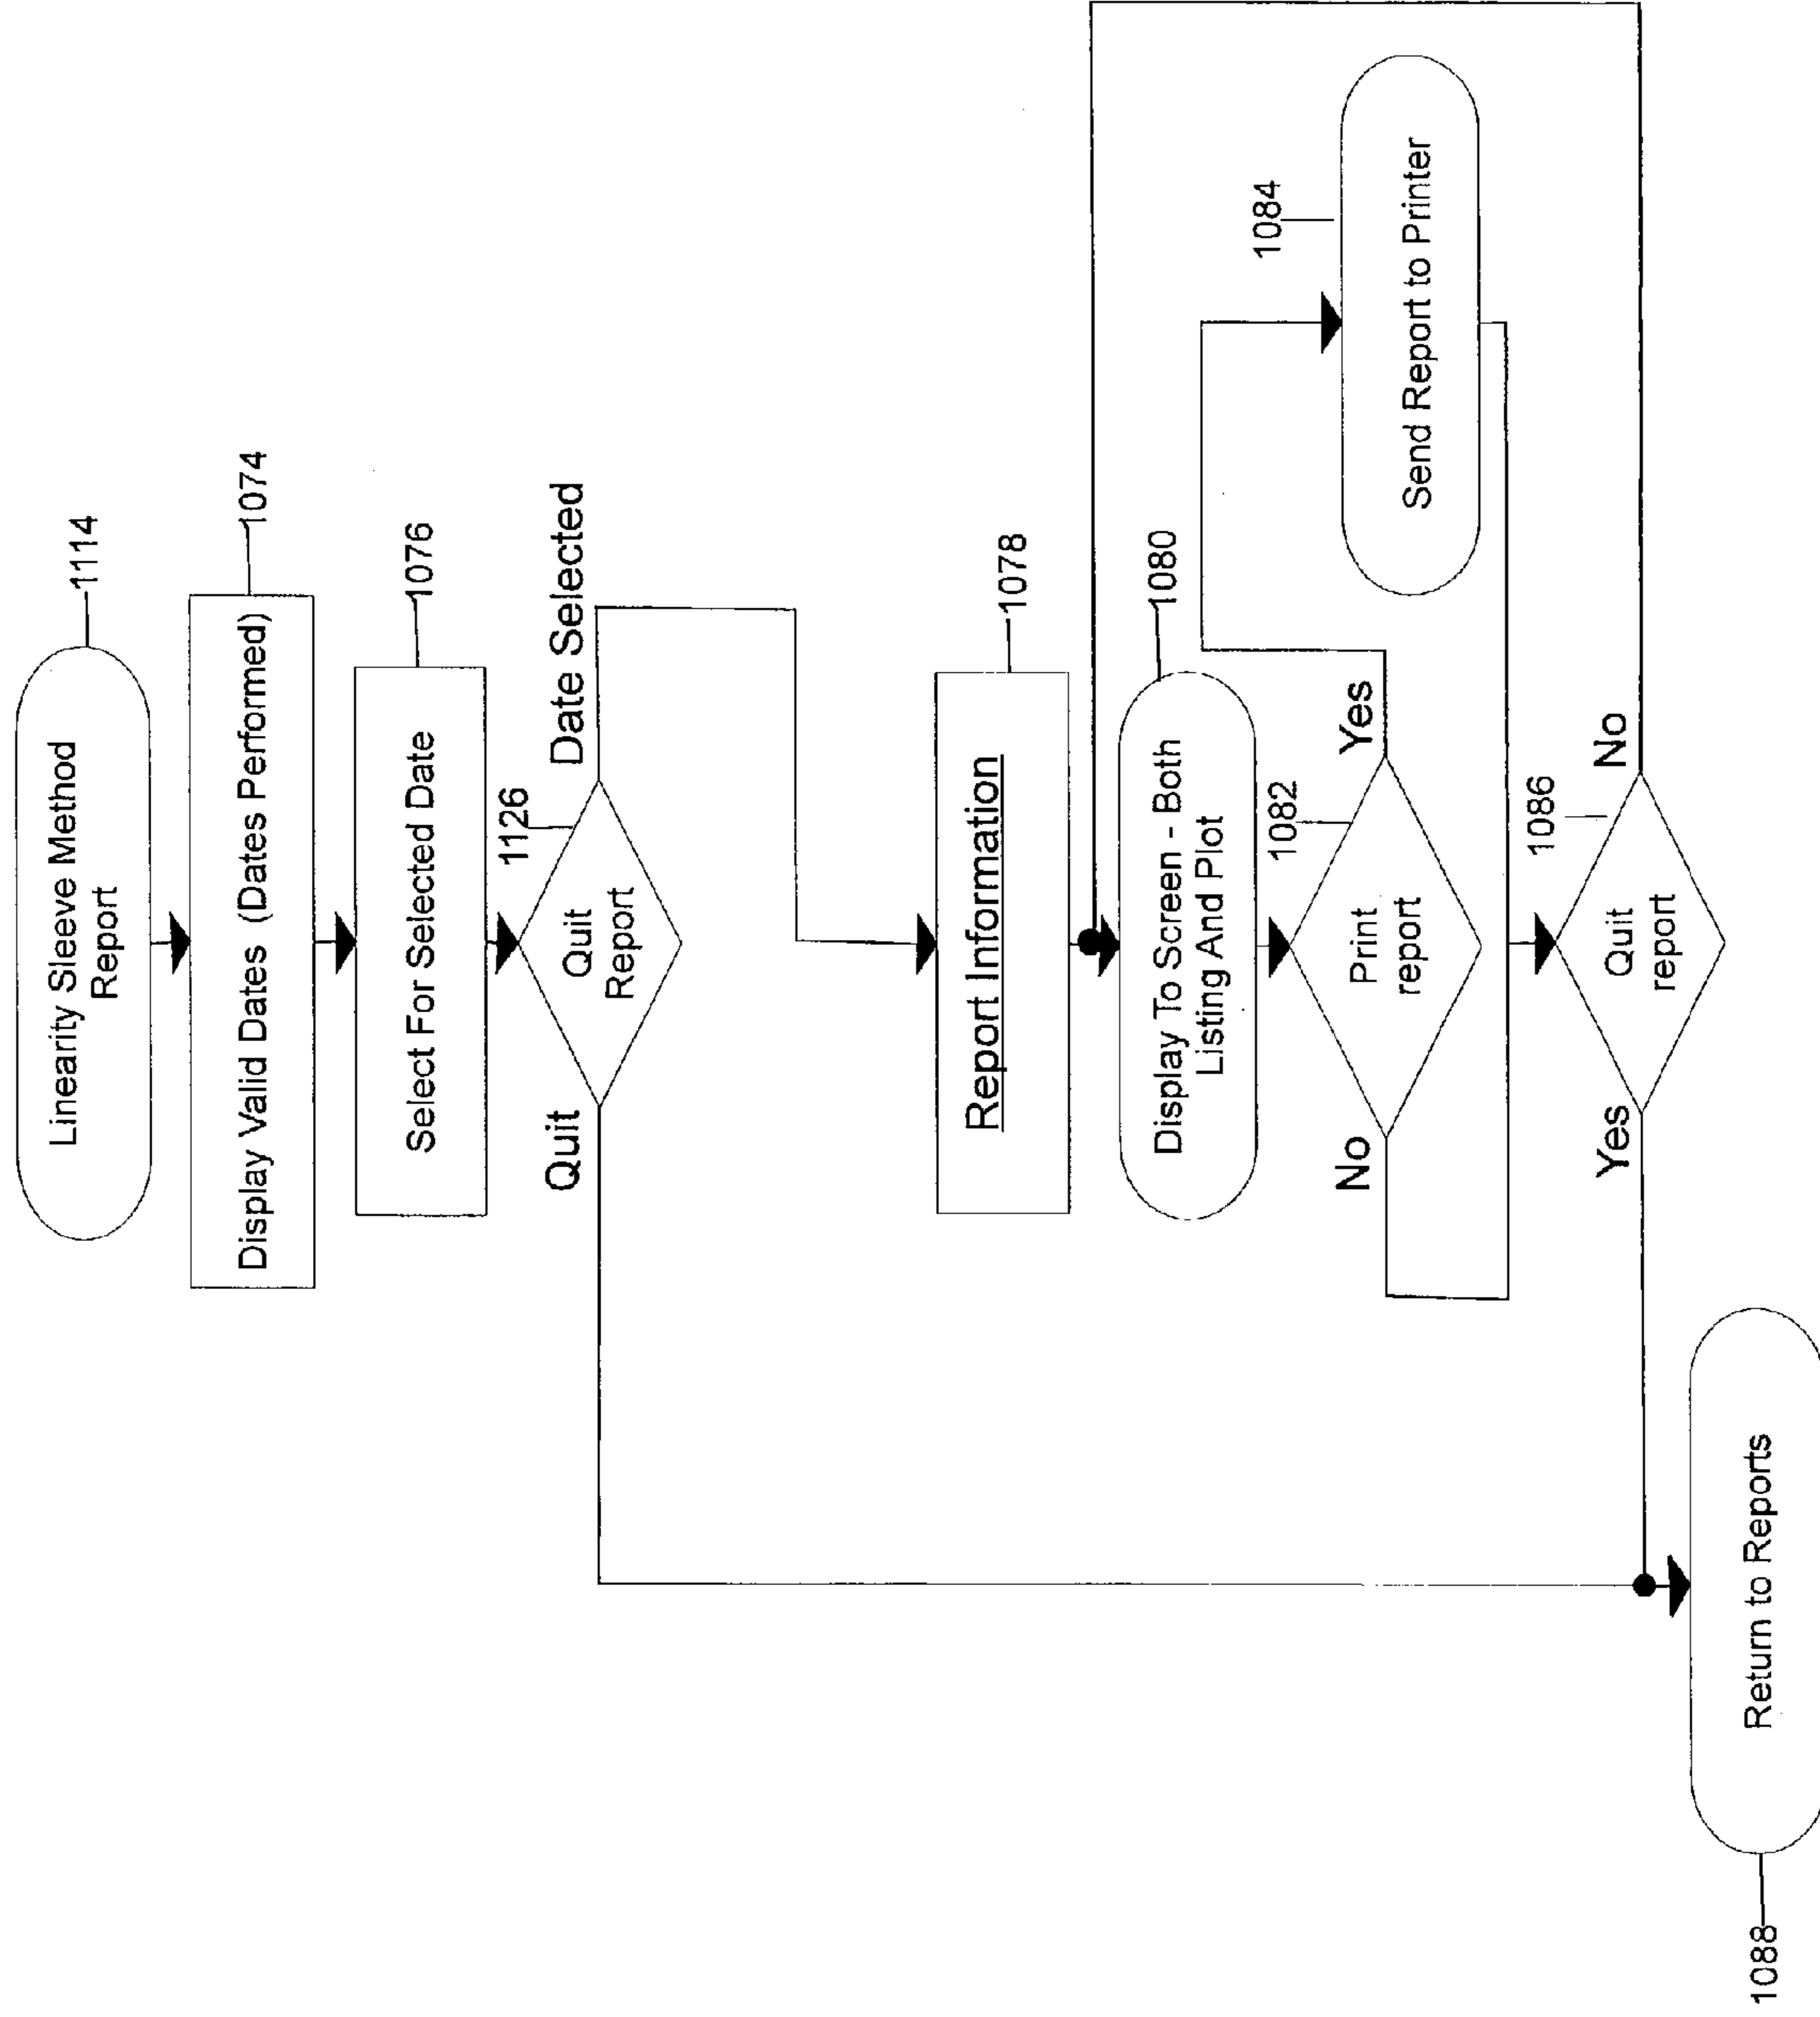 Linearity Sleeve Method
Report
1114
Display Valid Dates (Dates Performed)
1074
Select For Selected Date
1076
1126
Quit
Report
Quit
Date Selected
Report Information
1078
Display To Screen - Both
Listing And Plot
1080
1082
Print
report
No
Yes
1084
Send Report to Printer
1086
Quit
report
Yes
No
Return to Reports
1088